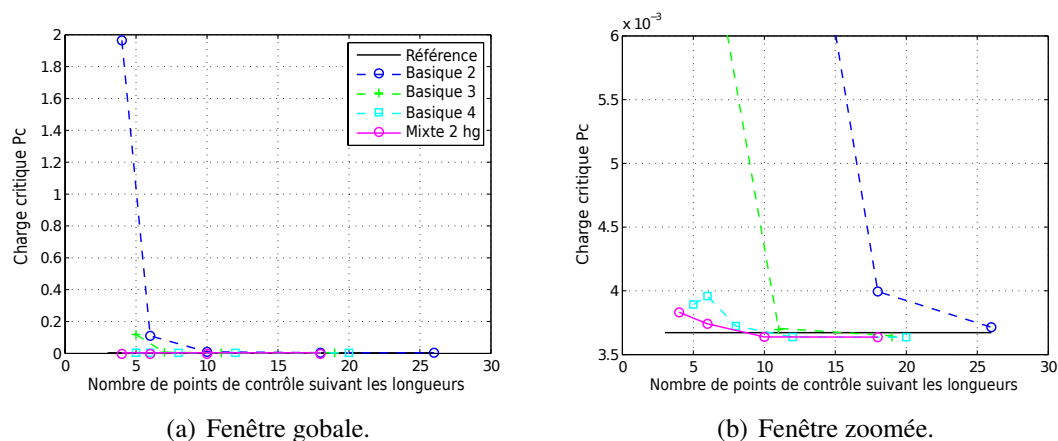 2
1.8
1.6
1.4
1.2
1
0.8
0.6
0.4
0.2
0
0
5
10
15
20
25
30
Charge critique Pc
Nombre de points de contrôle suivant les longueurs
Référence
Basique 2
Basique 3
Basique 4
Mixte 2 hg
(a) Fenêtre gobale.
6 x 10⁻³
5.5
5
4.5
4
3.5
0
5
10
15
20
25
30
Charge critique Pc
Nombre de points de contrôle suivant les longueurs
(b) Fenêtre zoomée.